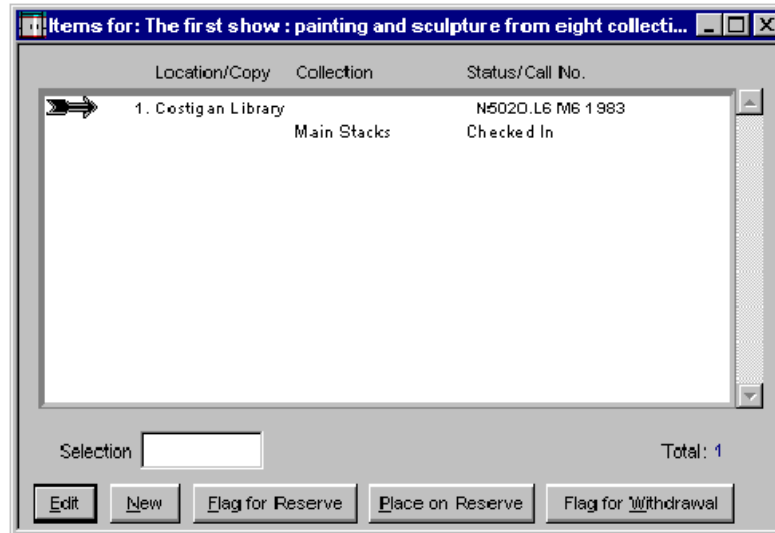 Items for: The first show : painting and sculpture from eight collecti...
Location/Copy Collection Status/Call No.
1. Costigan Library N5020.L6 M6 1983
Main Stacks Checked In
Selection Total: 1
Edit New Flag for Reserve Place on Reserve Flag for Withdrawal